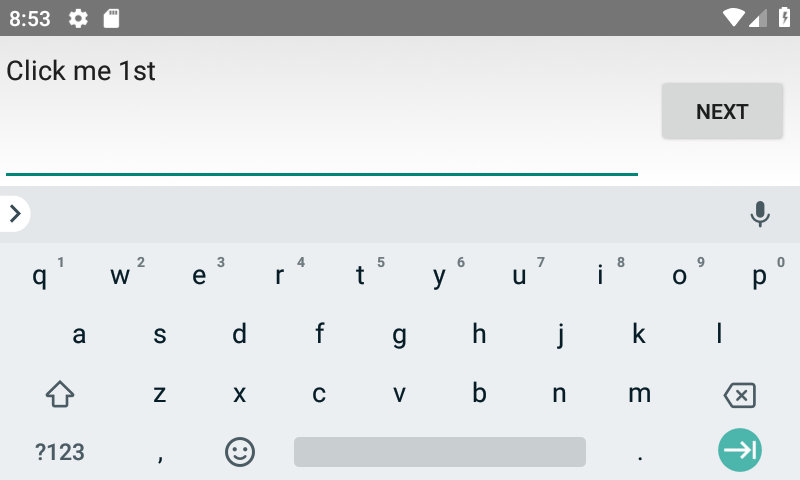 8:53
Click me 1st
NEXT
q 1 w 2 e 3 r 4 t 5 y 6 u 7 i 8 o 9 p 0
a s d f g h j k l
z x c v b n m
?123 , .